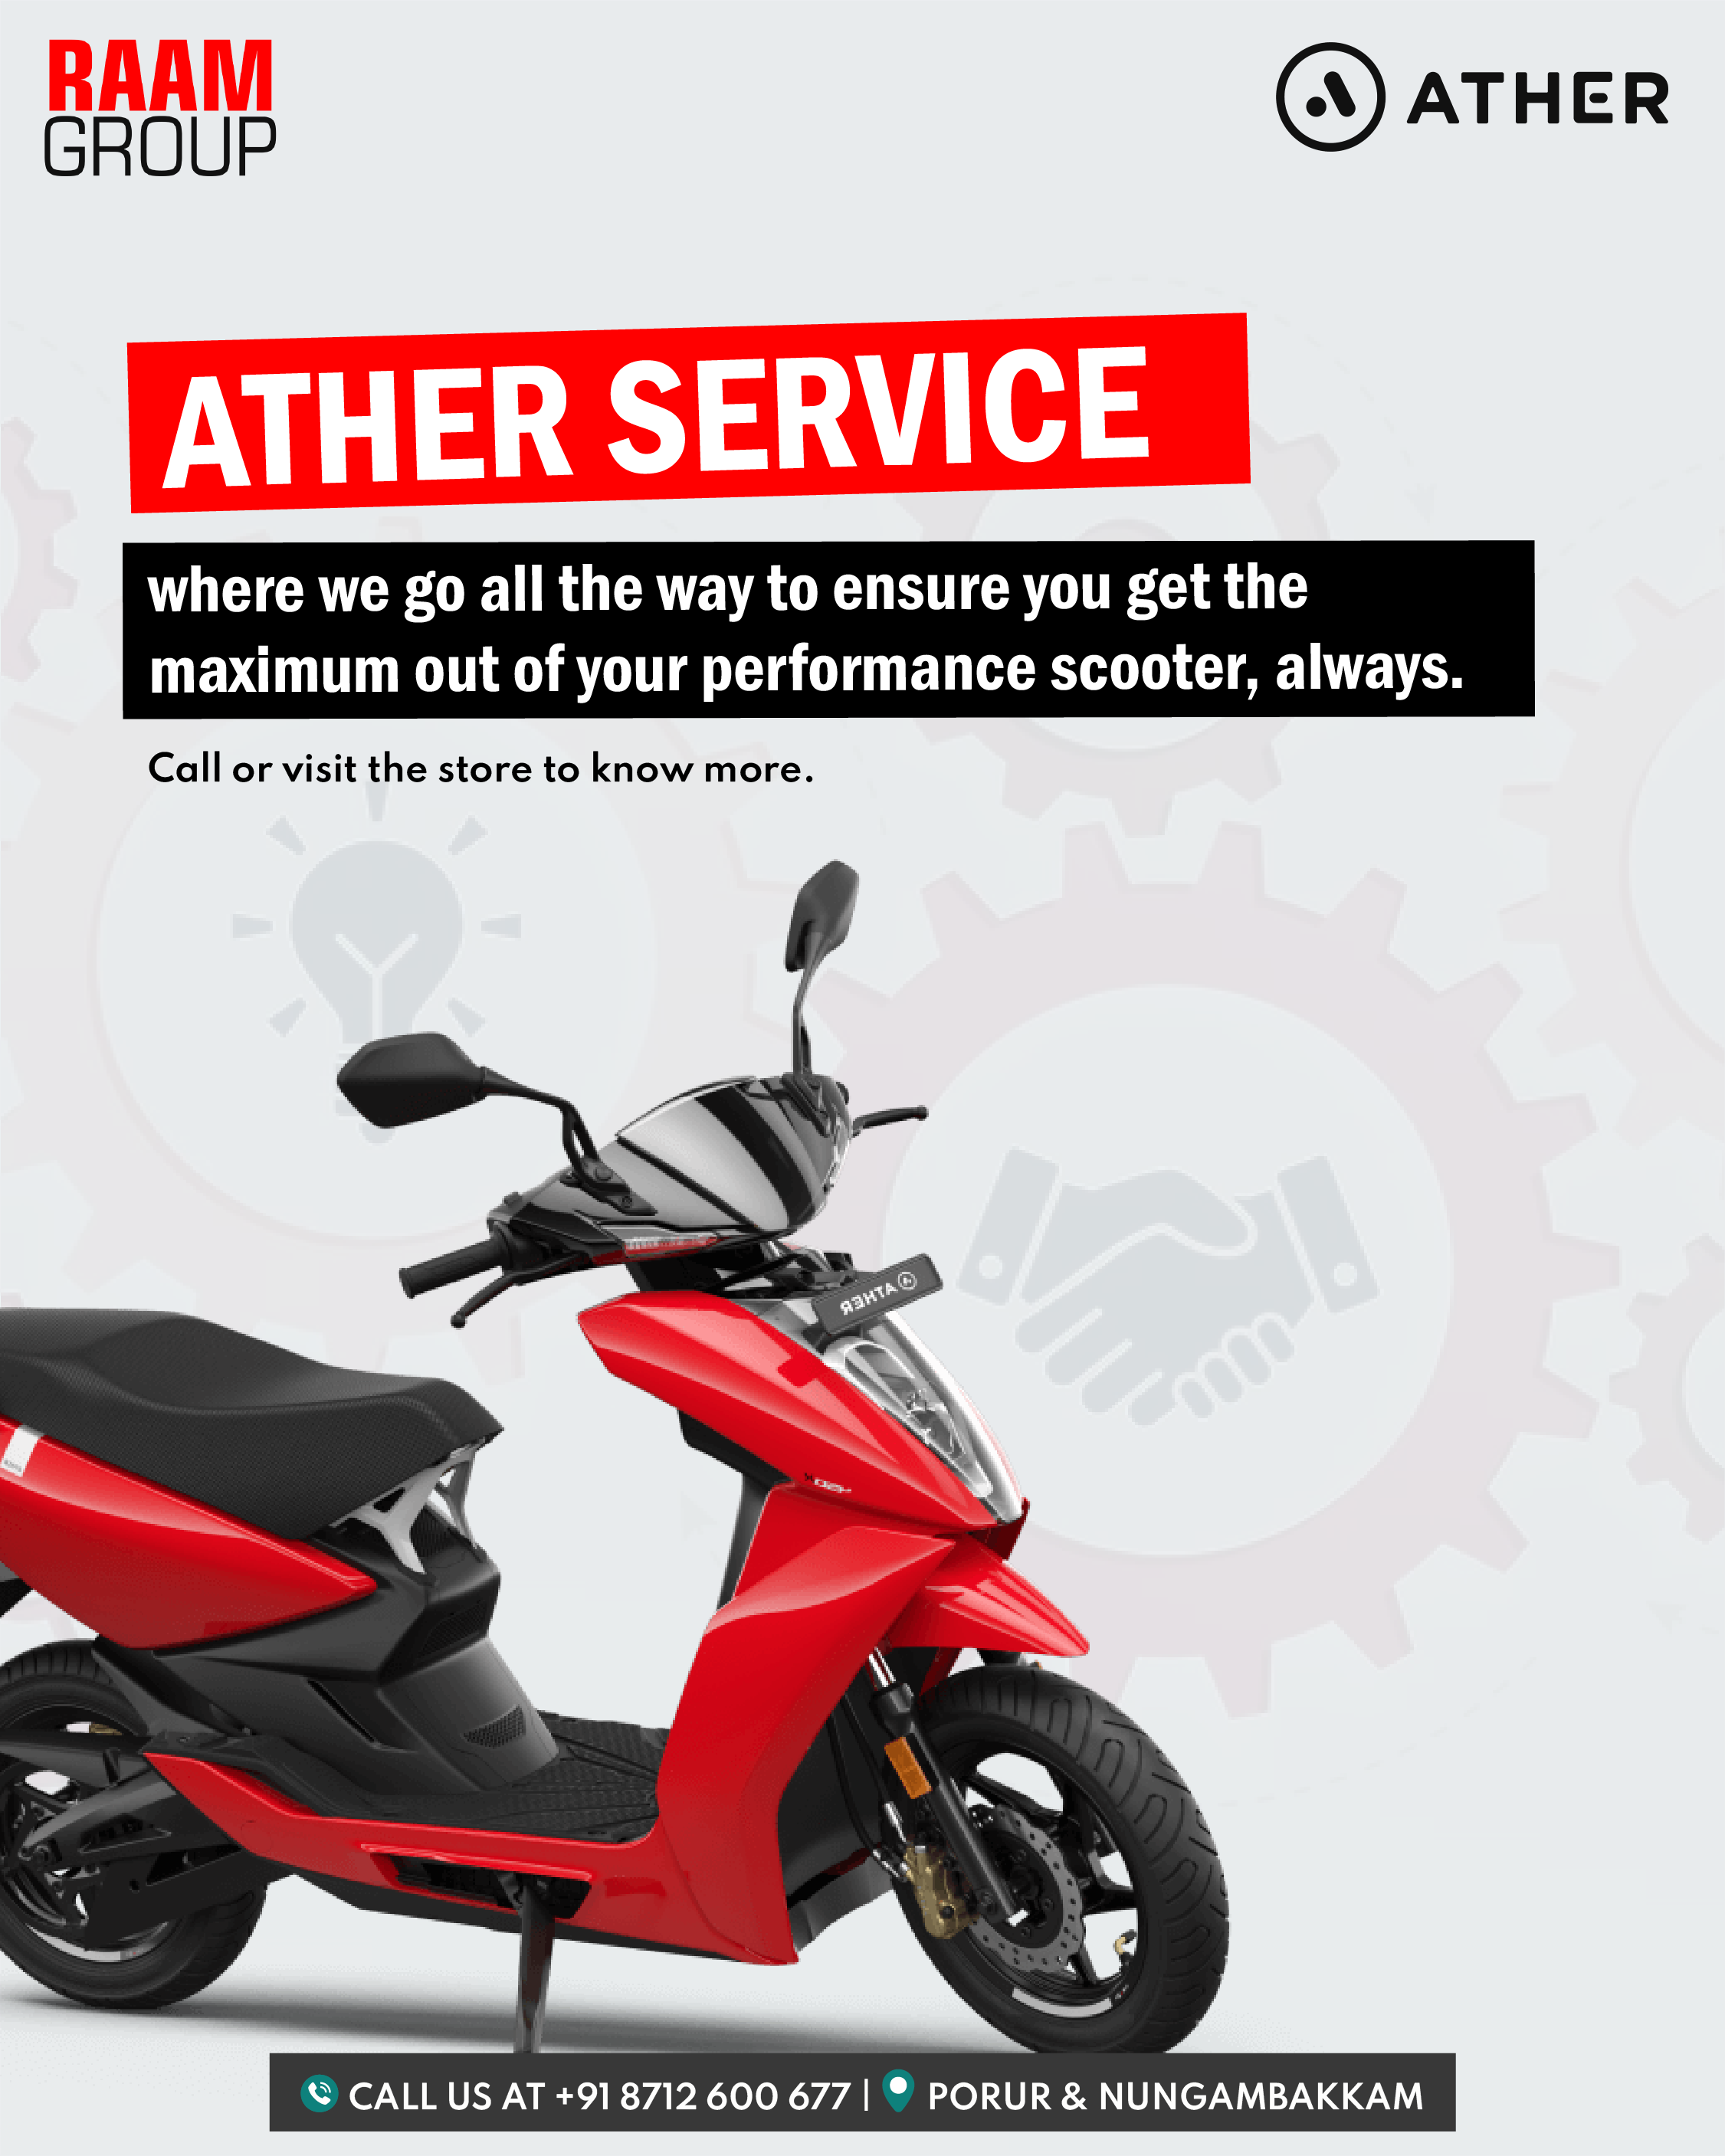 RAAM
GROUP
ATHER
ATHER SERVICE
where we go all the way to ensure you get the
maximum out of your performance scooter, always.
Call or visit the store to know more.
ATHER
CALL US AT +91 8712 600 677 | PORUR & NUNGAMBAKKAM